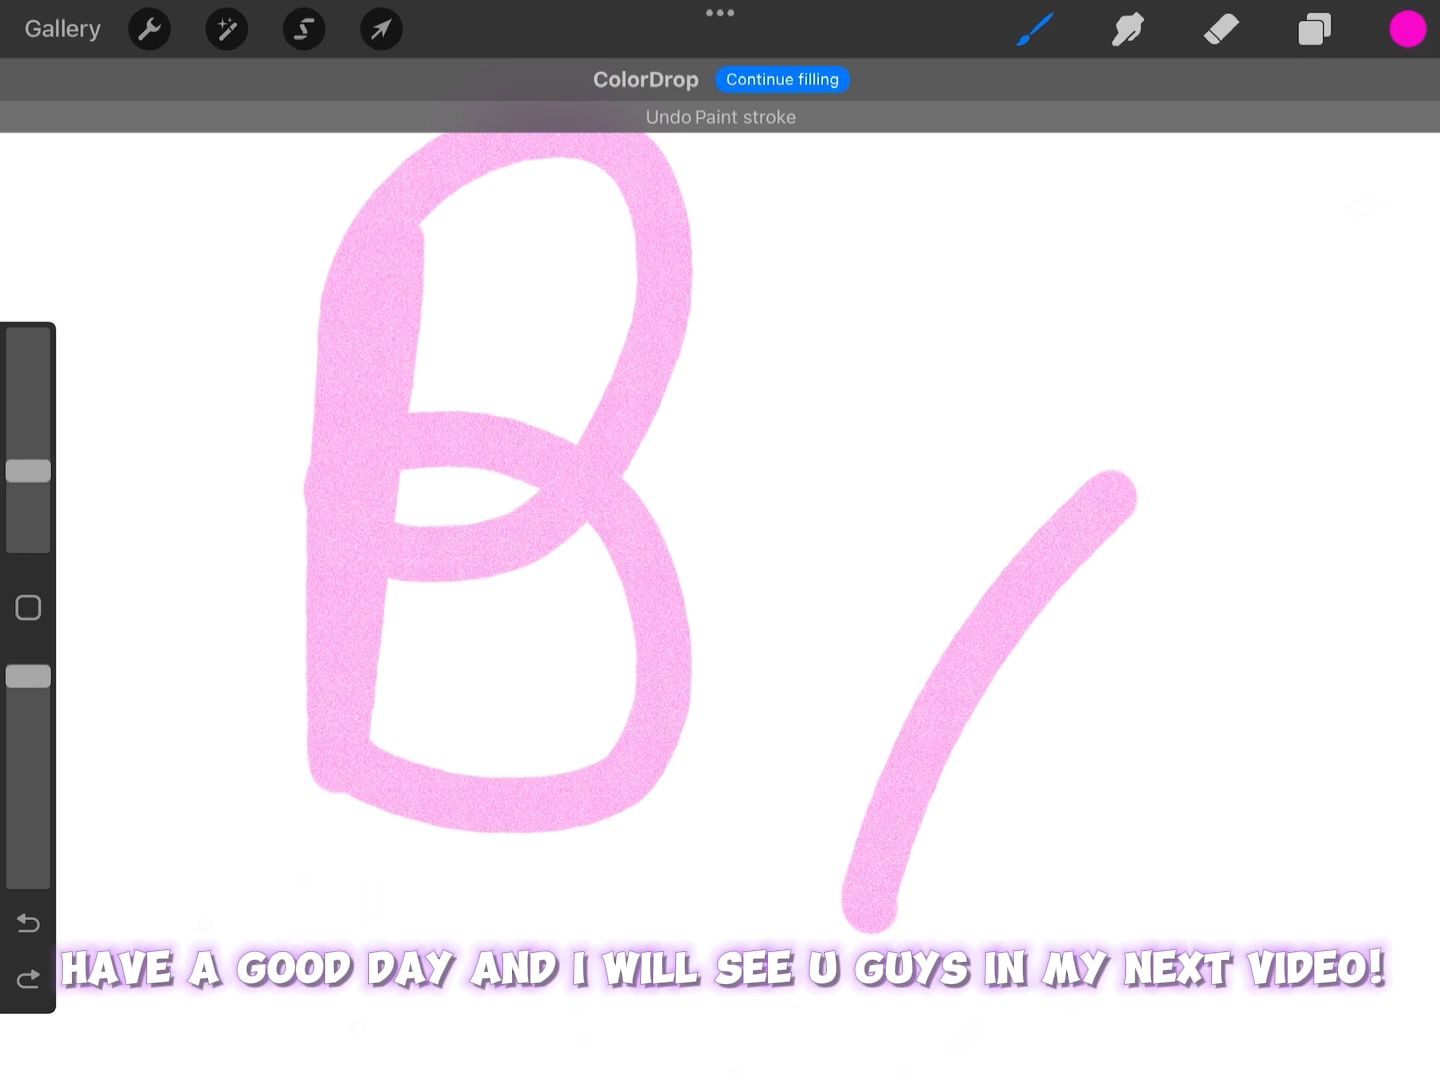 Gallery
ColorDrop Continue filling
Undo Paint stroke
B
HAVE A GOOD DAY AND I WILL SEE U GUYS IN MY NEXT VIDEO!